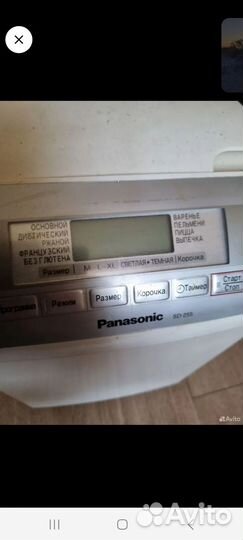 ОСНОВНОЙ
ДИЕТИЧЕСКИЙ
РЖАНОЙ
ФРАНЦУЗСКИЙ
БЕЗ ГЛЮТЕНА
ВАРЕНЬЕ
ПЕЛЬМЕНИ
ПИЦЦА
ВЫПЕЧКА
Размер M L XL СВЕТЛАЯ ТЕМНАЯ Корочка
Режим Размер Корочка Таймер Старт
Стоп
Panasonic SD-255
Avito
Avito